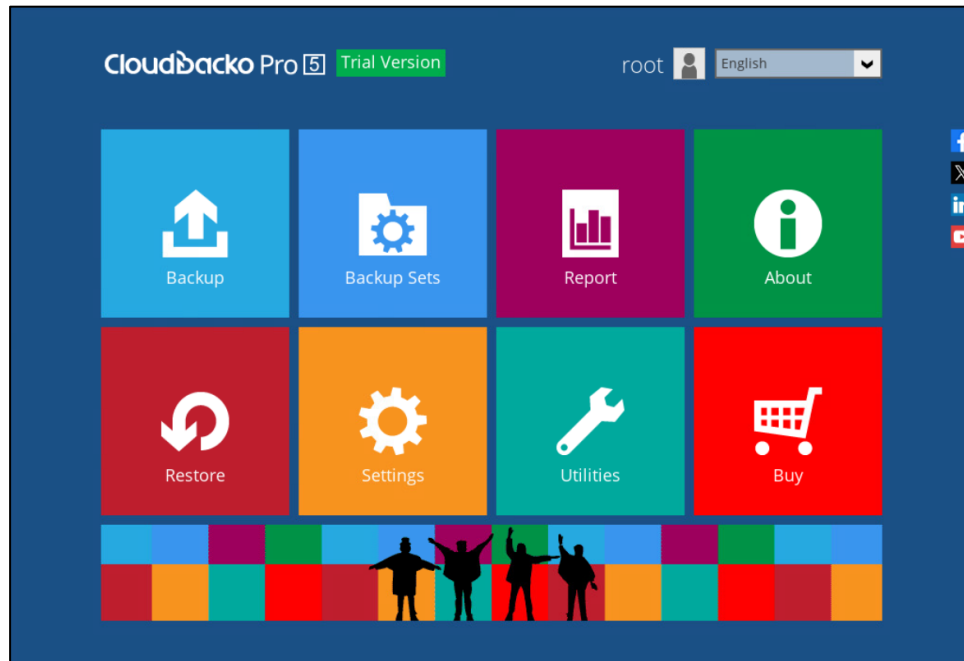 CloudBacko Pro 5 Trial Version
root English
Backup Backup Sets Report About
Restore Settings Utilities Buy